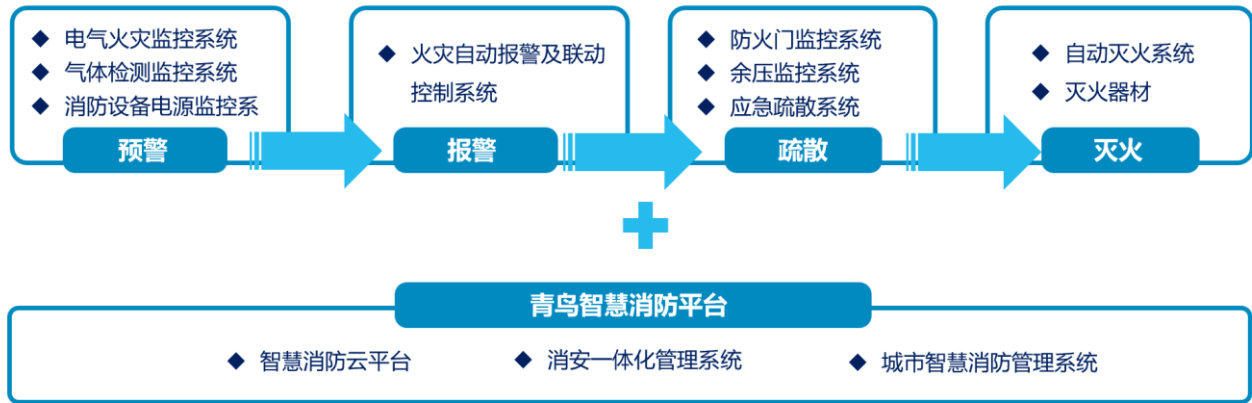 ◆ 电气火灾监控系统
◆ 气体检测监控系统
◆ 消防设备电源监控系
预警
◆ 火灾自动报警及联动
控制系统
报警
◆ 防火门监控系统
◆ 余压监控系统
◆ 应急疏散系统
疏散
◆ 自动灭火系统
◆ 灭火器材
灭火
青鸟智慧消防平台
◆ 智慧消防云平台 ◆ 消安一体化管理系统 ◆ 城市智慧消防管理系统